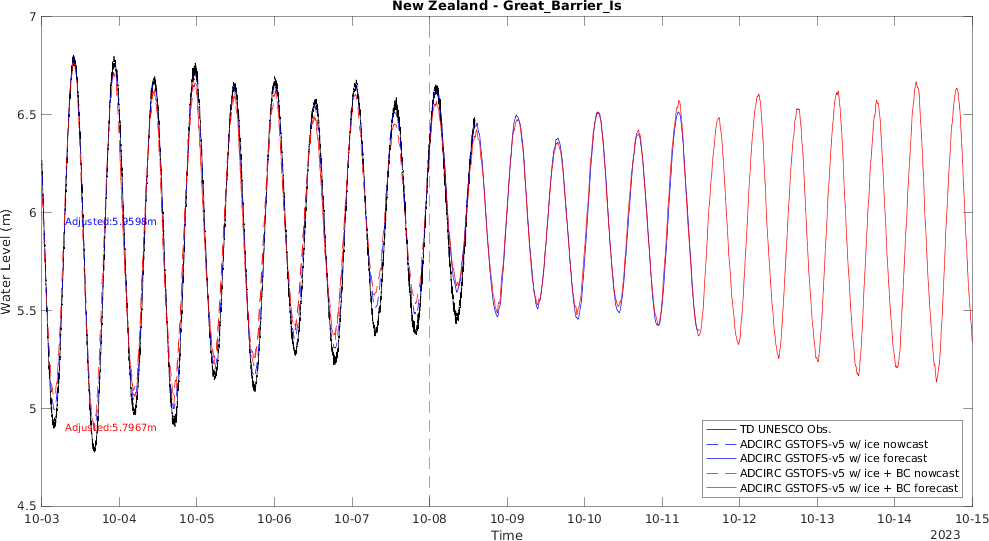 New Zealand - Great_Barrier_Is
7
6.5
6
5.5
5
4.5
Water Level (m)
Adjusted:5.9598m
Adjusted:5.7967m
TD UNESCO Obs.
ADCIRC GSTOFS-v5 w/ ice nowcast
ADCIRC GSTOFS-v5 w/ ice forecast
ADCIRC GSTOFS-v5 w/ ice + BC nowcast
ADCIRC GSTOFS-v5 w/ ice + BC forecast
10-03 10-04 10-05 10-06 10-07 10-08 10-09 10-10 10-11 10-12 10-13 10-14 10-15
Time
2023